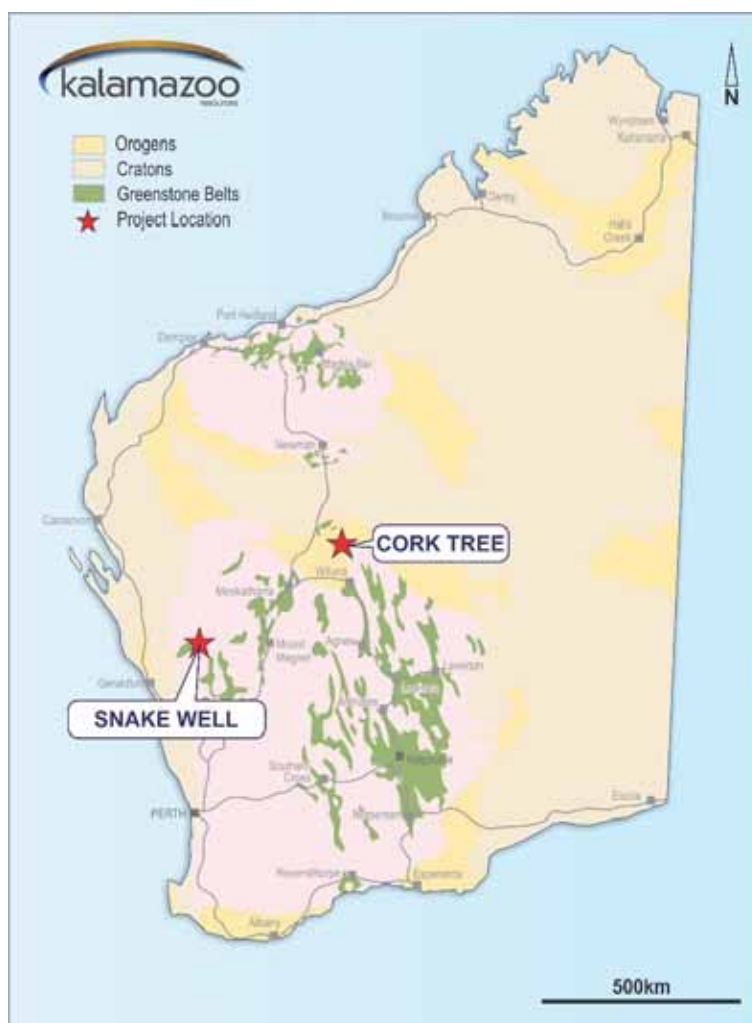 kalamazoo
RESOURCES
N
Orogens
Cratons
Greenstone Belts
Project Location
Wyndham
Kununurra
Derby
Broome
Halls
Creek
Port Hedland
Dampier
Marble Bar
Newman
Carnarvon
CORK TREE
Wiluna
Meekatharra
Mount
Magnet
Agnew
Laverton
Geraldton
Leonora
Menzies
SNAKE WELL
Southern
Cross
Kalgoorlie
PERTH
Norseman
Eucla
Ravensthorpe
Esperance
Albany
500km